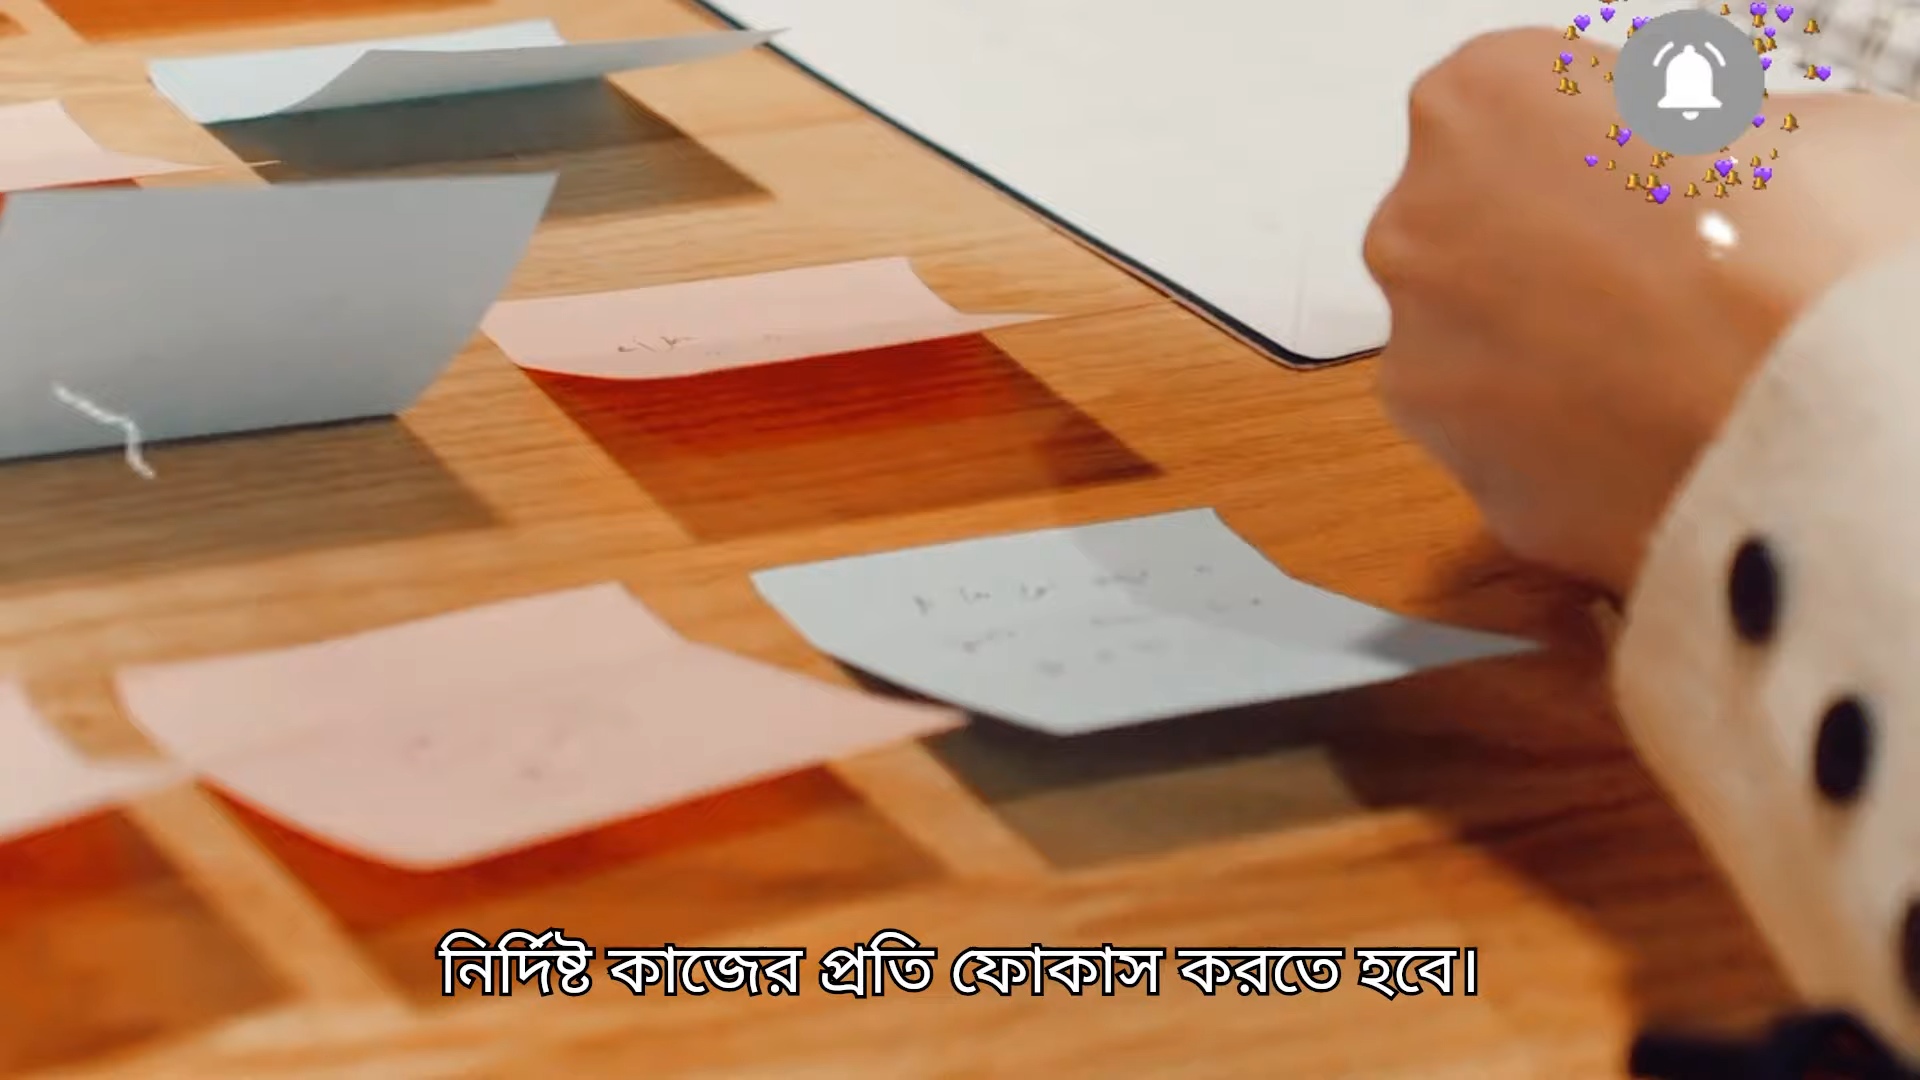 নির্দিষ্ট কাজের প্রতি ফোকাস করতে হবে।